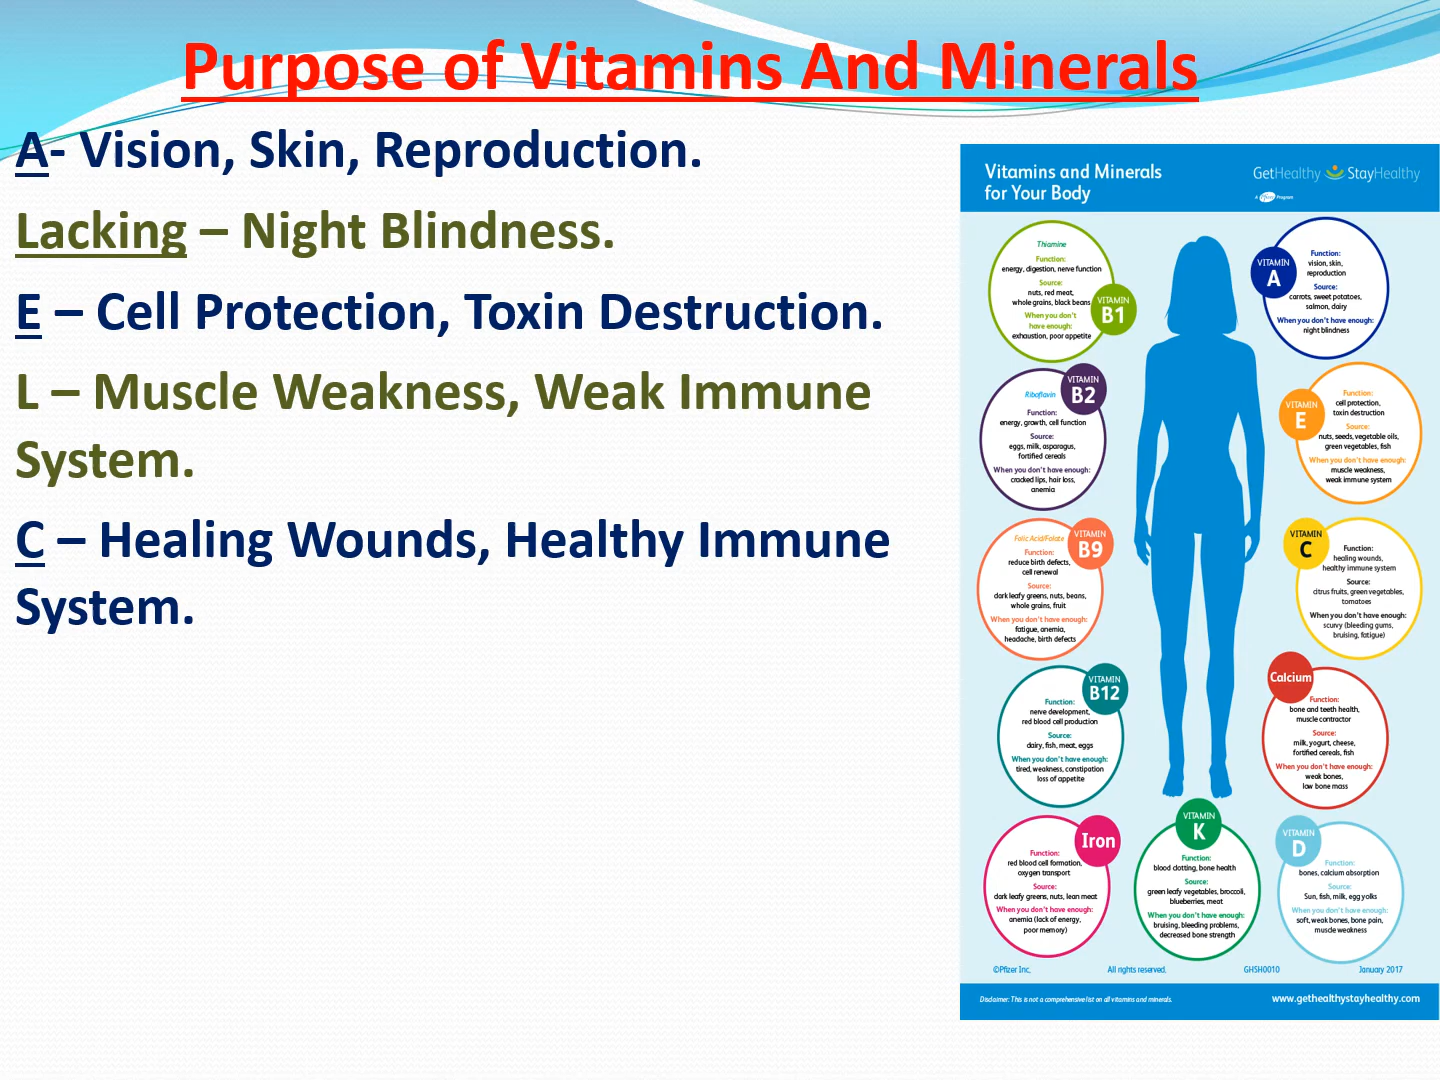 Purpose of Vitamins And Minerals
A- Vision, Skin, Reproduction.
Lacking – Night Blindness.
E – Cell Protection, Toxin Destruction.
L – Muscle Weakness, Weak Immune
System.
C – Healing Wounds, Healthy Immune
System.
Vitamins and Minerals
for Your Body
GetHealthy StayHealthy
A Pfizer Program
Thiamine
Function:
energy, digestion, nerve function
Source:
nuts, red meat,
whole grains, black beans
When you don't
have enough:
exhaustion, poor appetite
VITAMIN
B1
VITAMIN
A
Function:
vision, skin,
reproduction
Source:
carrots, sweet potatoes,
salmon, dairy
When you don't have enough:
night blindness
VITAMIN
B2
Riboflavin
Function:
energy, growth, cell function
Source:
eggs, milk, asparagus,
fortified cereals
When you don't have enough:
cracked lips, hair loss,
anemia
VITAMIN
E
Function:
cell protection,
toxin destruction
Source:
nuts, seeds, vegetable oils,
green vegetables, fish
When you don't have enough:
muscle weakness,
weak immune system
VITAMIN
B9
Folic Acid/Folate
Function:
reduce birth defects,
cell renewal
Source:
dark leafy greens, nuts, beans,
whole grains, fruit
When you don't have enough:
fatigue, anemia,
headache, birth defects
VITAMIN
C
Function:
healing wounds,
healthy immune system
Source:
citrus fruits, green vegetables,
tomatoes
When you don't have enough:
scurvy (bleeding gums,
bruising, fatigue)
VITAMIN
B12
Function:
nerve development,
red blood cell production
Source:
dairy, fish, meat, eggs
When you don't have enough:
tired, weakness, constipation
loss of appetite
Calcium
Function:
bone and teeth health,
muscle contractor
Source:
milk, yogurt, cheese,
fortified cereals, fish
When you don't have enough:
weak bones,
low bone mass
Iron
Function:
red blood cell formation,
oxygen transport
Source:
dark leafy greens, nuts, lean meat
When you don't have enough:
anemia (lack of energy,
poor memory)
VITAMIN
K
Function:
blood clotting, bone health
Source:
green leafy vegetables, broccoli,
blueberries, meat
When you don't have enough:
bruising, bleeding problems,
decreased bone strength
VITAMIN
D
Function:
bones, calcium absorption
Source:
Sun, fish, milk, egg yolks
When you don't have enough:
soft, weak bones, bone pain,
muscle weakness
©Pfizer Inc. All rights reserved. GHSH0010 January 2017
Disclaimer: This is not a comprehensive list on all vitamins and minerals.
www.gethealthystayhealthy.com